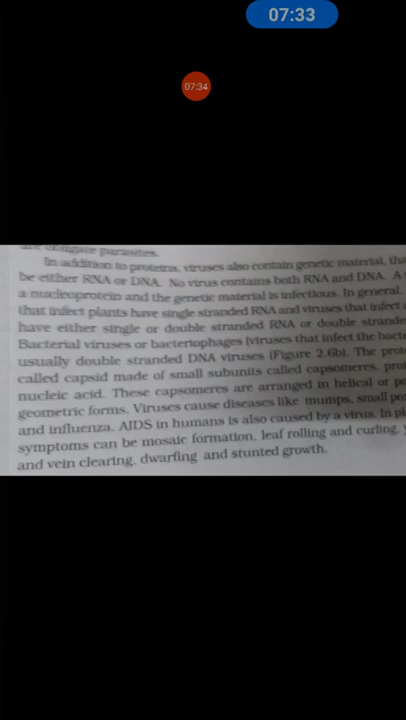 07:33
07:34
are obligate parasites.
In addition to proteins, viruses also contain genetic material, tha
be either RNA or DNA. No virus contains both RNA and DNA. A
a nucleoprotein and the genetic material is infectious. In general,
that infect plants have single stranded RNA and viruses that infect a
have either single or double stranded RNA or double strande
Bacterial viruses or bacteriophages (viruses that infect the bacte
usually double stranded DNA viruses (Figure 2.6b). The prote
called capsid made of small subunits called capsomeres, prot
nucleic acid. These capsomeres are arranged in helical or po
geometric forms. Viruses cause diseases like mumps, small po
and influenza. AIDS in humans is also caused by a virus. In pl
symptoms can be mosaic formation, leaf rolling and curling, y
and vein clearing, dwarfing and stunted growth.